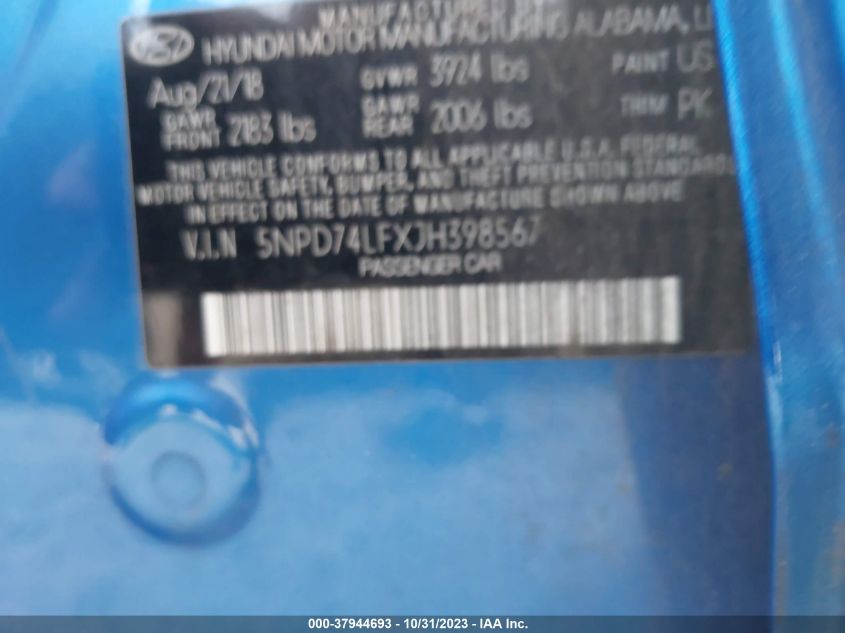 MANUFACTURED BY
HYUNDAI MOTOR MANUFACTURING ALABAMA, LL
Aug/21/18 GVWR 3924 lbs PAINT US
GAWR FRONT 2183 lbs GAWR REAR 2006 lbs TRIM PK
THIS VEHICLE CONFORMS TO ALL APPLICABLE U.S.A. FEDERAL
MOTOR VEHICLE SAFETY, BUMPER, AND THEFT PREVENTION STANDARDS
IN EFFECT ON THE DATE OF MANUFACTURE SHOWN ABOVE
V.I.N 5NPD74LFXJH398567
PASSENGER CAR
000-37944693 - 10/31/2023 - IAA Inc.